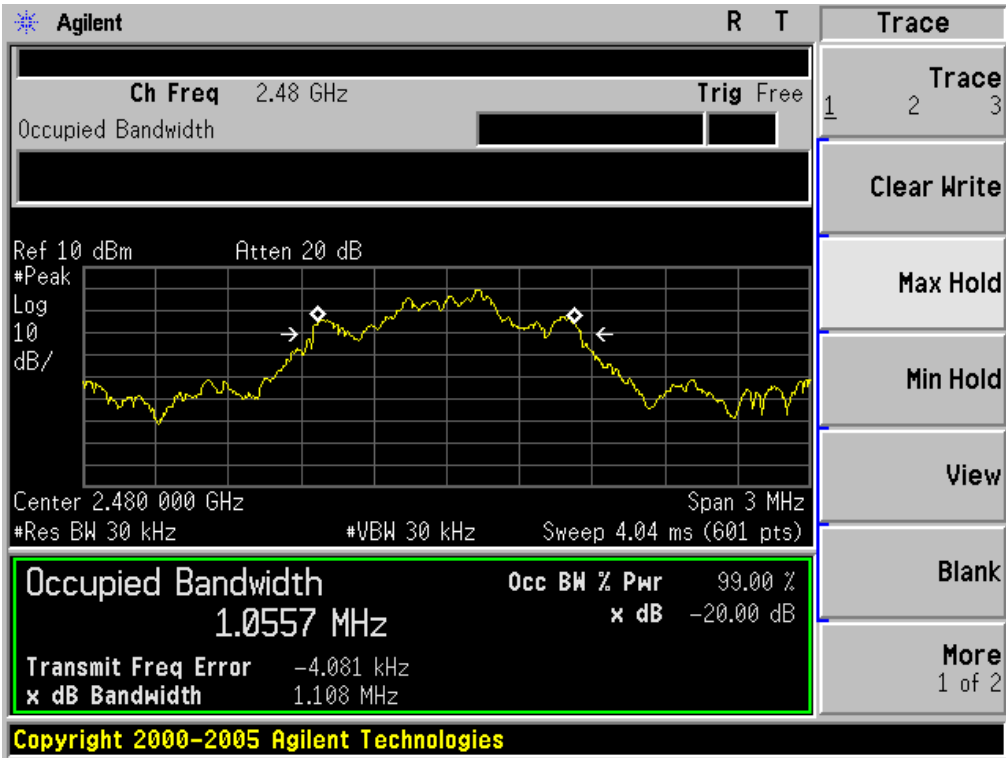 Agilent R T
Ch Freq 2.48 GHz Trig Free
Occupied Bandwidth
Ref 10 dBm Atten 20 dB
#Peak
Log
10
dB/
Center 2.480 000 GHz Span 3 MHz
#Res BW 30 kHz #VBW 30 kHz Sweep 4.04 ms (601 pts)
Occupied Bandwidth
1.0557 MHz
Occ BW % Pwr 99.00 %
x dB -20.00 dB
Transmit Freq Error -4.081 kHz
x dB Bandwidth 1.108 MHz
Copyright 2000-2005 Agilent Technologies
Trace
Trace
1 2 3
Clear Write
Max Hold
Min Hold
View
Blank
More
1 of 2